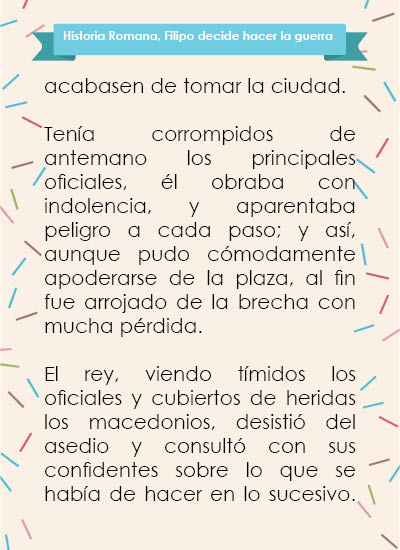 Historia Romana, Filipo decide hacer la guerra
acabasen de tomar la ciudad.
Tenía corrompidos de
antemano los principales
oficiales, él obraba con
indolencia, y aparentaba
peligro a cada paso; y así,
aunque pudo cómodamente
apoderarse de la plaza, al fin
fue arrojado de la brecha con
mucha pérdida.
El rey, viendo tímidos los
oficiales y cubiertos de heridas
los macedonios, desistió del
asedio y consultó con sus
confidentes sobre lo que se
había de hacer en lo sucesivo.